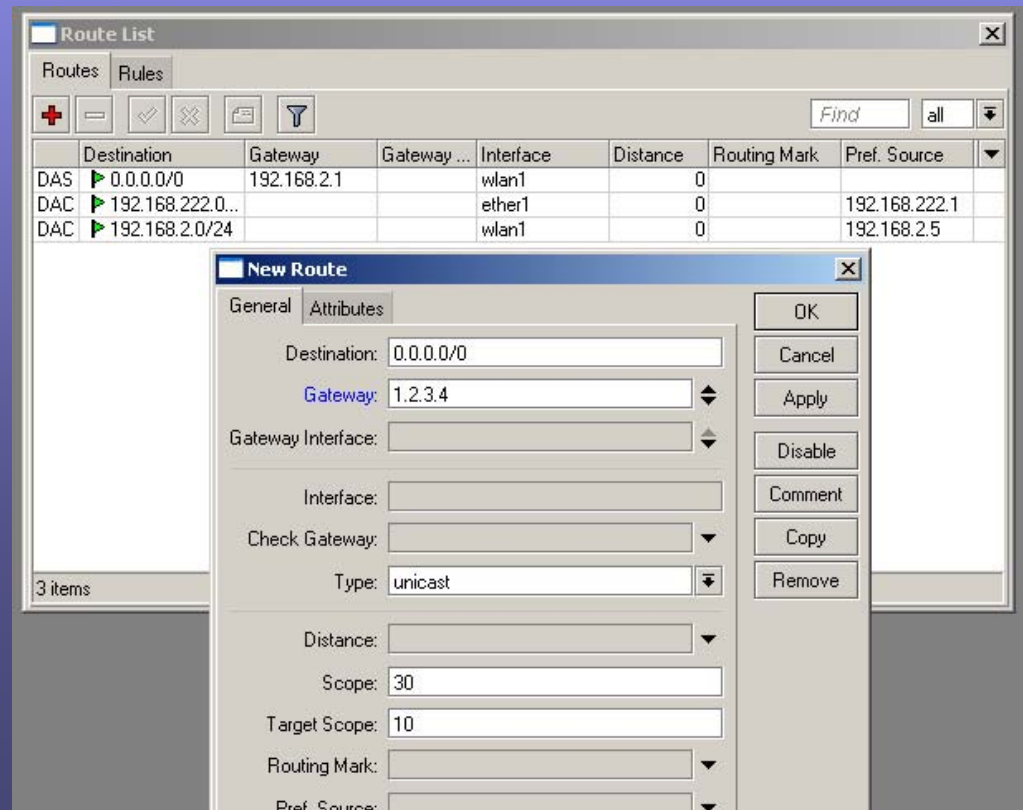 Route List
Routes Rules
Find all
Destination Gateway Gateway ... Interface Distance Routing Mark Pref. Source
DAS 0.0.0.0/0 192.168.2.1 wlan1 0
DAC 192.168.222.0... ether1 0 192.168.222.1
DAC 192.168.2.0/24 wlan1 0 192.168.2.5
3 items
New Route
General Attributes
Destination: 0.0.0.0/0
Gateway: 1.2.3.4
Gateway Interface:
Interface:
Check Gateway:
Type: unicast
Distance:
Scope: 30
Target Scope: 10
Routing Mark:
Pref. Source:
OK
Cancel
Apply
Disable
Comment
Copy
Remove